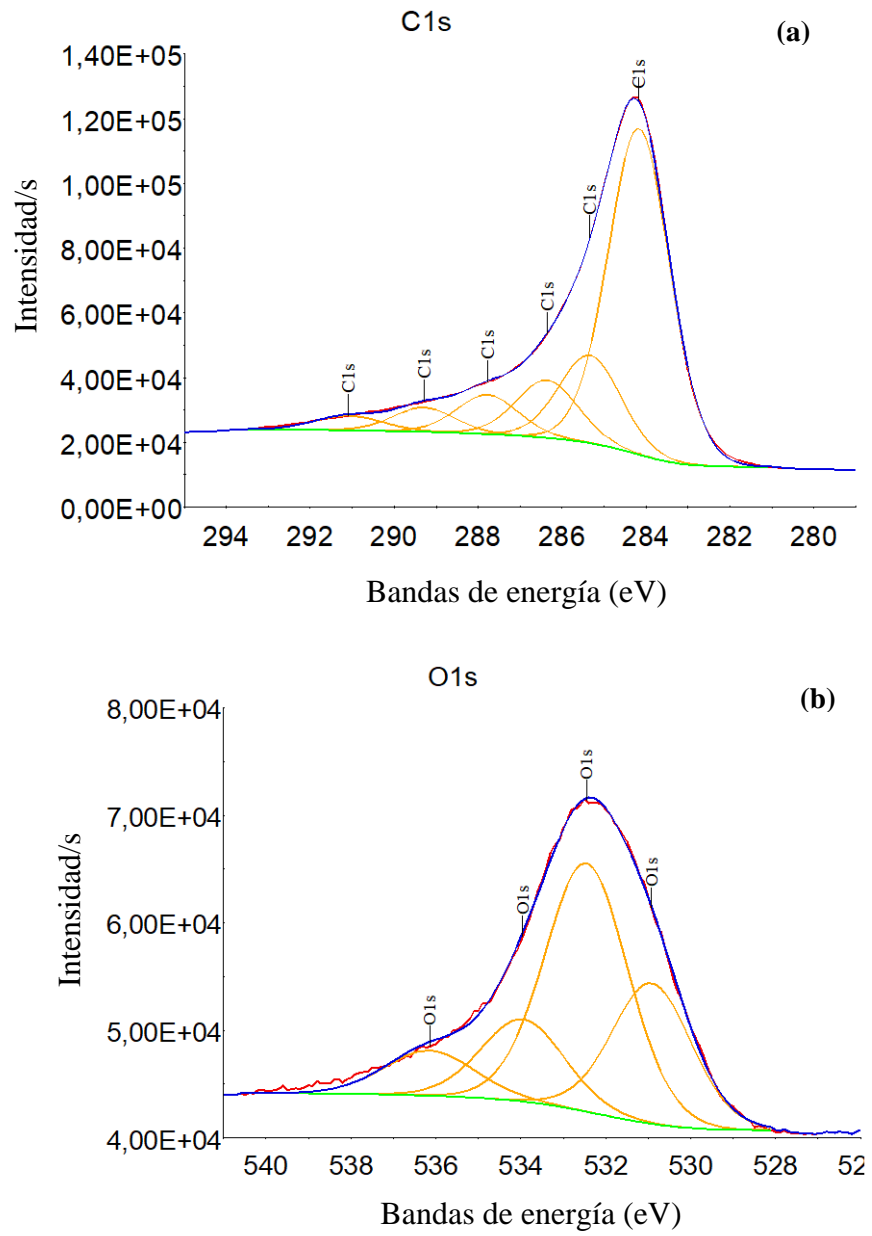 C1s
(a)
1,40E+05
1,20E+05
1,00E+05
8,00E+04
6,00E+04
4,00E+04
2,00E+04
0,00E+00
Intensidad/s
C1s
C1s
C1s
C1s
C1s
C1s
294 292 290 288 286 284 282 280
Bandas de energía (eV)
O1s
(b)
8,00E+04
7,00E+04
6,00E+04
5,00E+04
4,00E+04
Intensidad/s
O1s
O1s
O1s
O1s
540 538 536 534 532 530 528 52
Bandas de energía (eV)